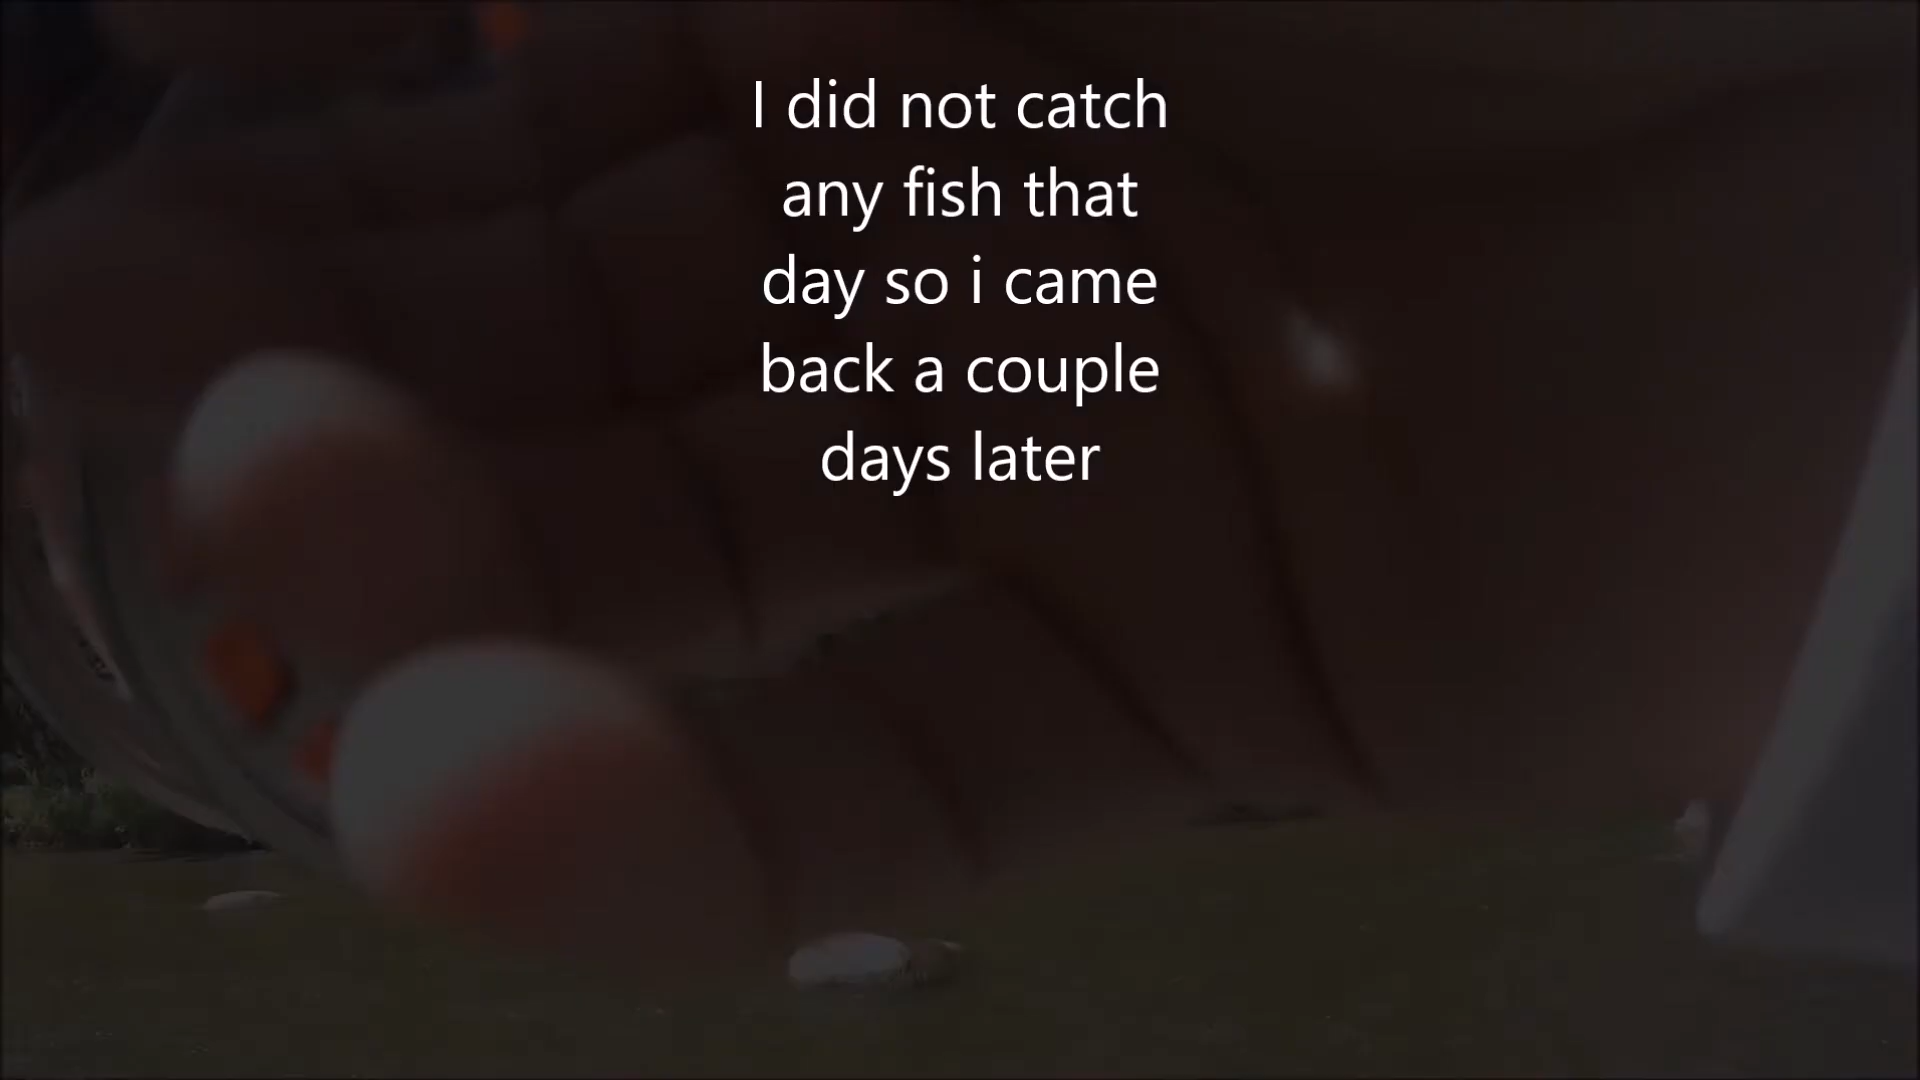 I did not catch
any fish that
day so i came
back a couple
days later